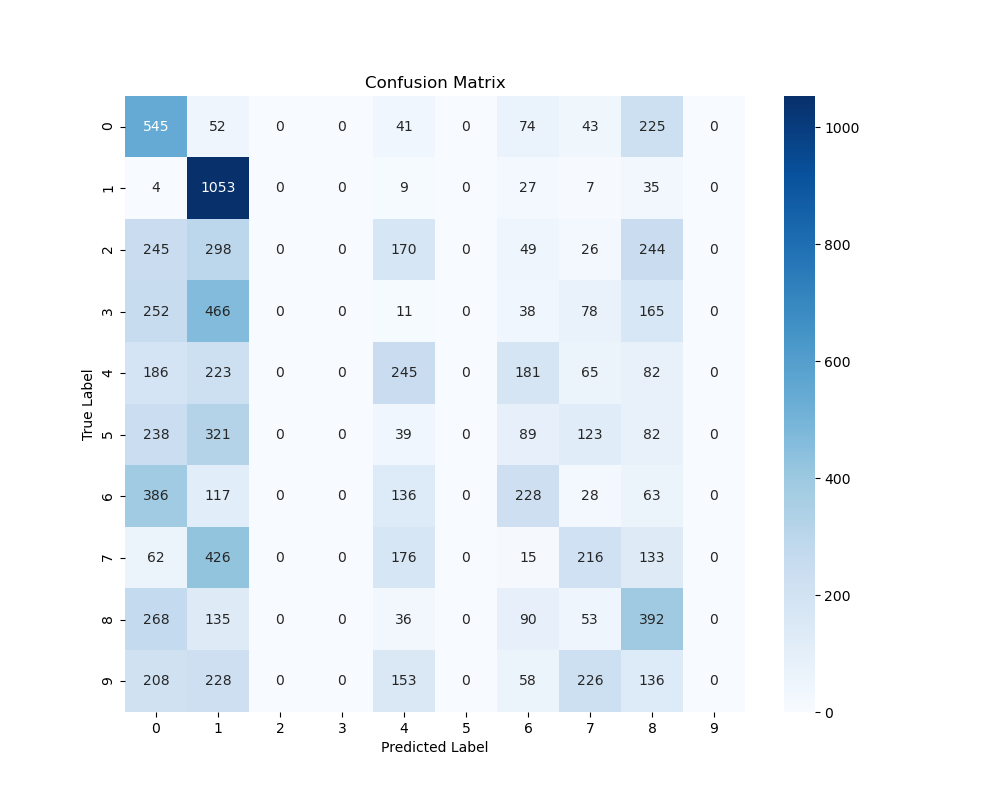 Confusion Matrix
0 545 52 0 0 41 0 74 43 225 0
1 4 1053 0 0 9 0 27 7 35 0
2 245 298 0 0 170 0 49 26 244 0
3 252 466 0 0 11 0 38 78 165 0
4 186 223 0 0 245 0 181 65 82 0
5 238 321 0 0 39 0 89 123 82 0
6 386 117 0 0 136 0 228 28 63 0
7 62 426 0 0 176 0 15 216 133 0
8 268 135 0 0 36 0 90 53 392 0
9 208 228 0 0 153 0 58 226 136 0
0 1 2 3 4 5 6 7 8 9
Predicted Label
True Label
1000
800
600
400
200
0